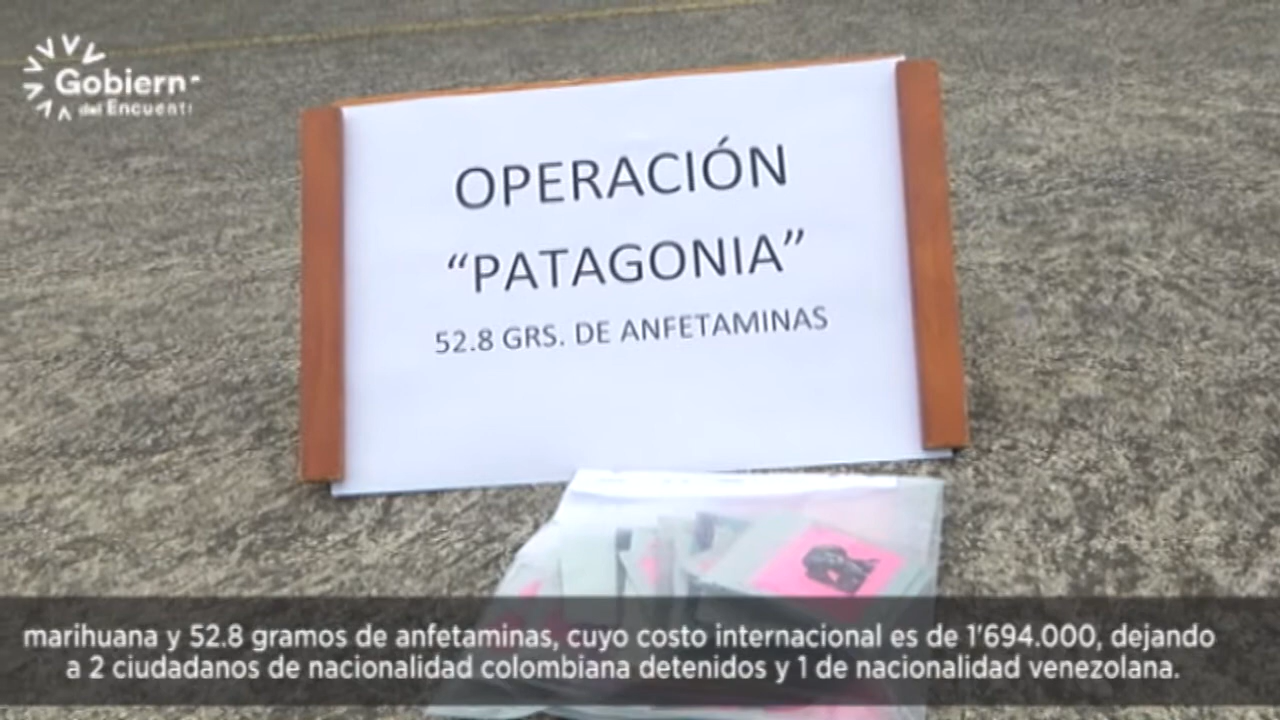 Gobiern
del Encuent
OPERACIÓN
“PATAGONIA”
52.8 GRS. DE ANFETAMINAS
marihuana y 52.8 gramos de anfetaminas, cuyo costo internacional es de 1'694.000, dejando
a 2 ciudadanos de nacionalidad colombiana detenidos y 1 de nacionalidad venezolana.